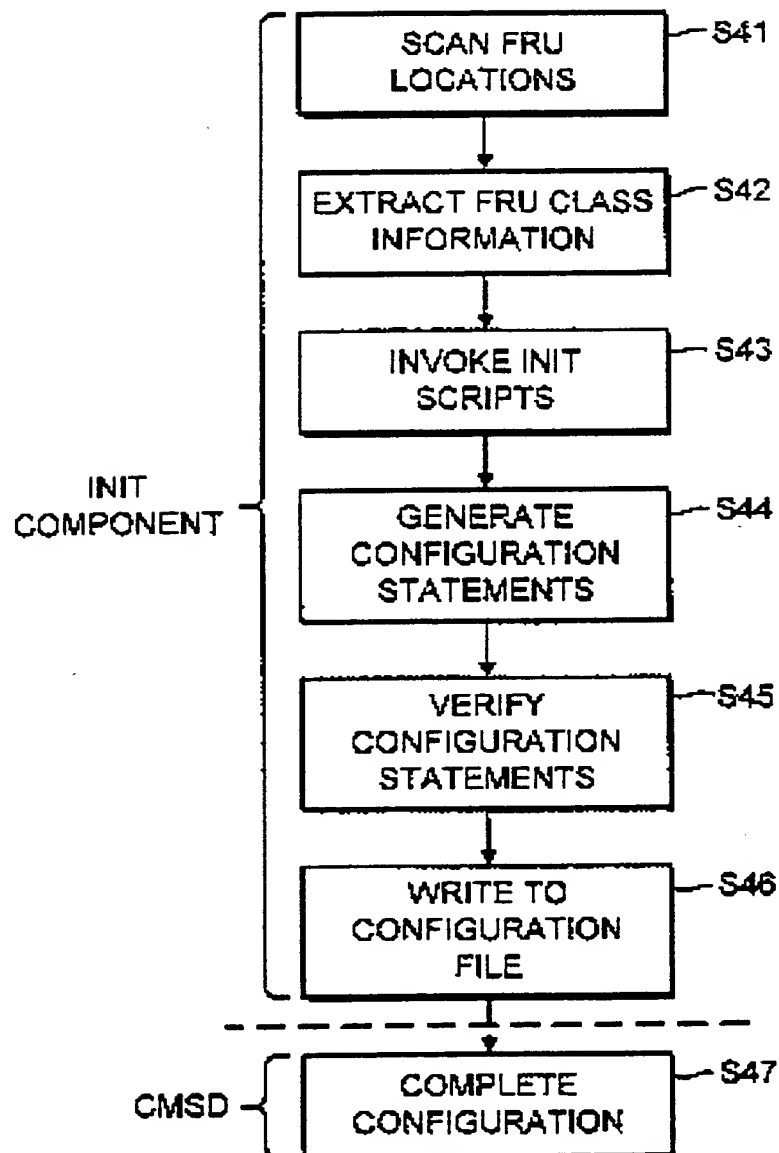 SCAN FRU
LOCATIONS
S41
EXTRACT FRU CLASS
INFORMATION
S42
INVOKE INIT
SCRIPTS
S43
INIT
COMPONENT
GENERATE
CONFIGURATION
STATEMENTS
S44
VERIFY
CONFIGURATION
STATEMENTS
S45
WRITE TO
CONFIGURATION
FILE
S46
CMSD
COMPLETE
CONFIGURATION
S47